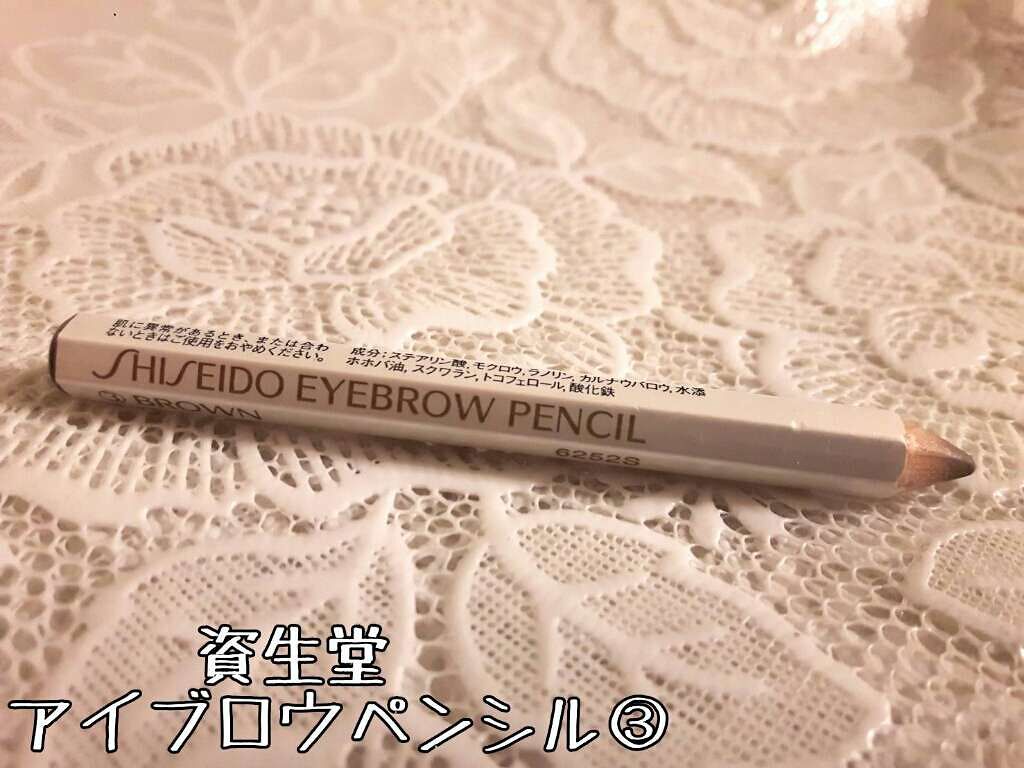 肌に異常があるとき、または合わ
ないときはご使用をおやめください。
成分:ステアリン酸,モクロウ,ラノリン,カルナウバロウ,水添
ホホバ油,スクワラン,トコフェロール,酸化鉄
SHISEIDO EYEBROW PENCIL
③ BROWN
6252S
資生堂
アイブロウペンシル③